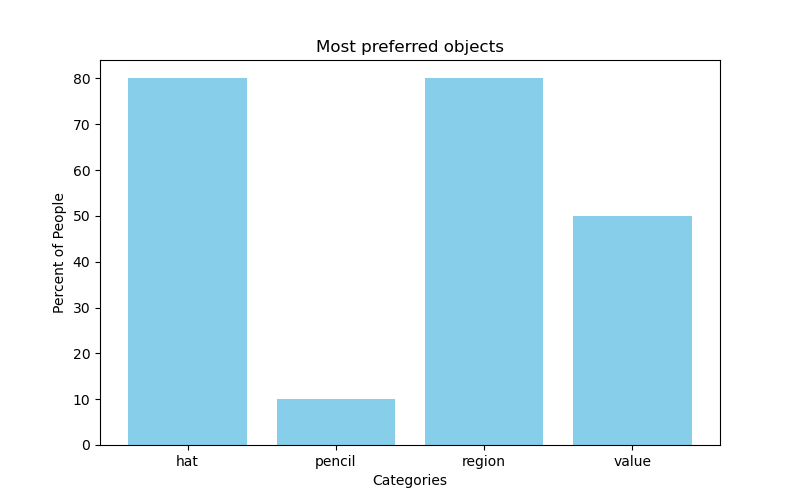 Most preferred objects
Percent of People
80
70
60
50
40
30
20
10
0
hat pencil region value
Categories